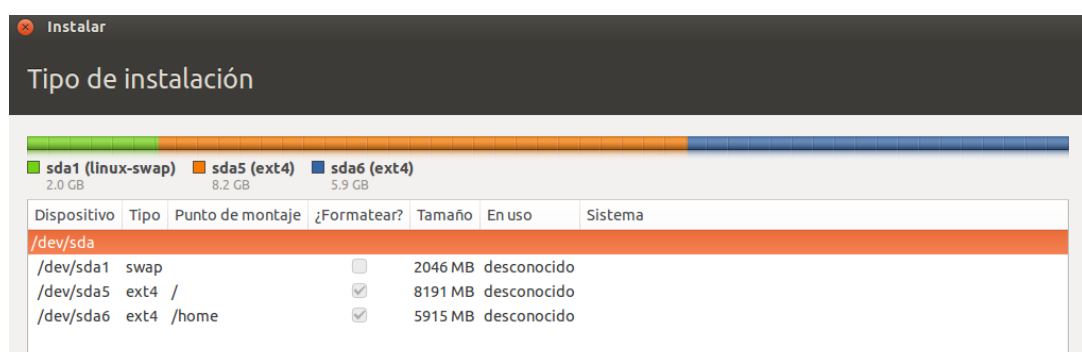 Instalar
Tipo de instalación
sda1 (linux-swap) sda5 (ext4) sda6 (ext4)
2.0 GB 8.2 GB 5.9 GB
Dispositivo Tipo Punto de montaje ¿Formatear? Tamaño En uso Sistema
/dev/sda
/dev/sda1 swap 2046 MB desconocido
/dev/sda5 ext4 / 8191 MB desconocido
/dev/sda6 ext4 /home 5915 MB desconocido